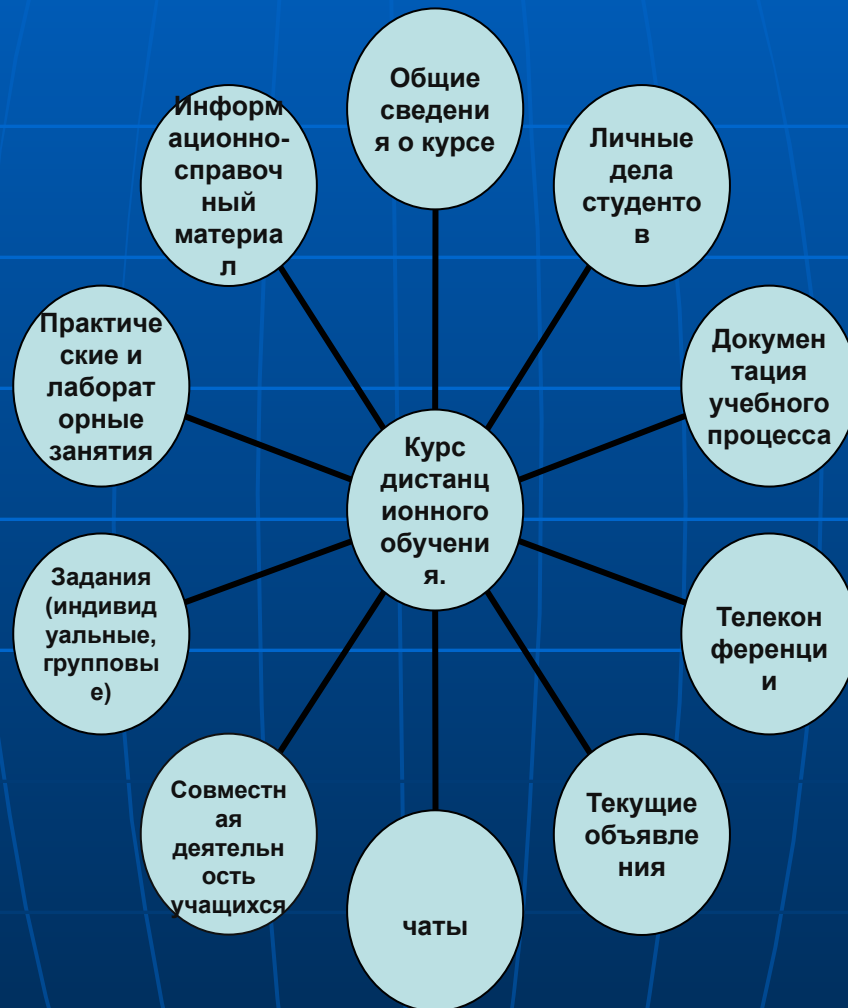 Общие
сведени
я о курсе
Личные
дела
студенто
в
Докумен
тация
учебного
процесса
Телекон
ференци
и
Текущие
объявле
ния
чаты
Совместн
ая
деятельн
ость
учащихся
Задания
(индивид
уальные,
групповы
е)
Практиче
ские и
лаборат
орные
занятия
Информ
ационно-
справоч
ный
материа
л
Курс
дистанц
ионного
обучени
я.